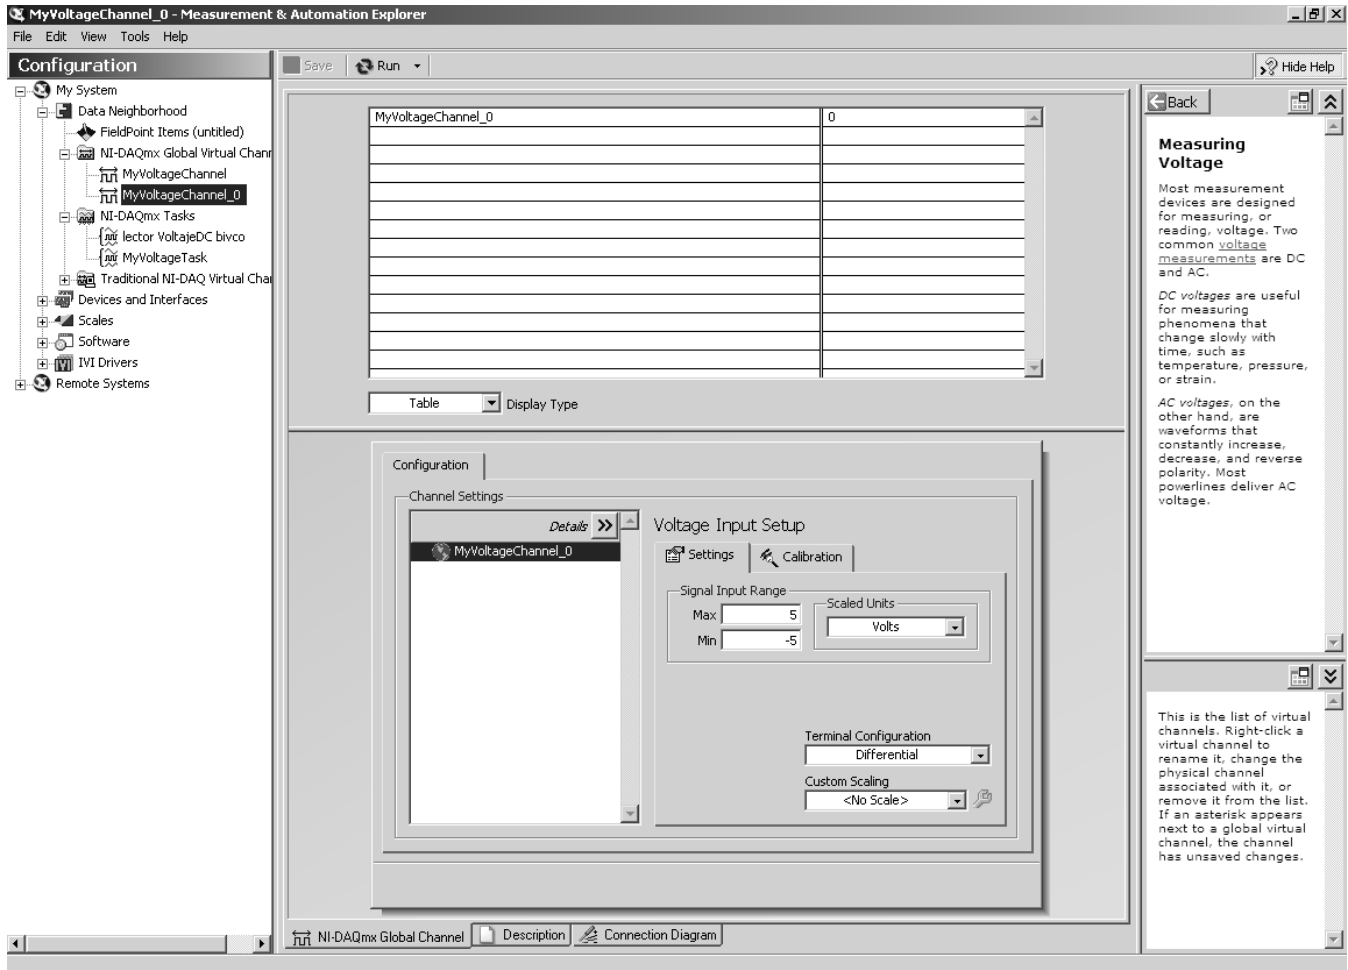 MyVoltageChannel_0 - Measurement & Automation Explorer
File Edit View Tools Help
Configuration
Save Run
Hide Help
My System
Data Neighborhood
FieldPoint Items (untitled)
NI-DAQmx Global Virtual Chann
MyVoltageChannel
MyVoltageChannel_0
NI-DAQmx Tasks
lector VoltajeDC bivco
MyVoltageTask
Traditional NI-DAQ Virtual Cha
Devices and Interfaces
Scales
Software
IVI Drivers
Remote Systems
MyVoltageChannel_0 0
Table Display Type
Configuration
Channel Settings
Details
MyVoltageChannel_0
Voltage Input Setup
Settings Calibration
Signal Input Range
Max 5
Min -5
Scaled Units
Volts
Terminal Configuration
Differential
Custom Scaling
<No Scale>
NI-DAQmx Global Channel Description Connection Diagram
Back
Measuring
Voltage
Most measurement
devices are designed
for measuring, or
reading, voltage. Two
common voltage
measurements are DC
and AC.
DC voltages are useful
for measuring
phenomena that
change slowly with
time, such as
temperature, pressure,
or strain.
AC voltages, on the
other hand, are
waveforms that
constantly increase,
decrease, and reverse
polarity. Most
powerlines deliver AC
voltage.
This is the list of virtual
channels. Right-click a
virtual channel to
rename it, change the
physical channel
associated with it, or
remove it from the list.
If an asterisk appears
next to a global virtual
channel, the channel
has unsaved changes.